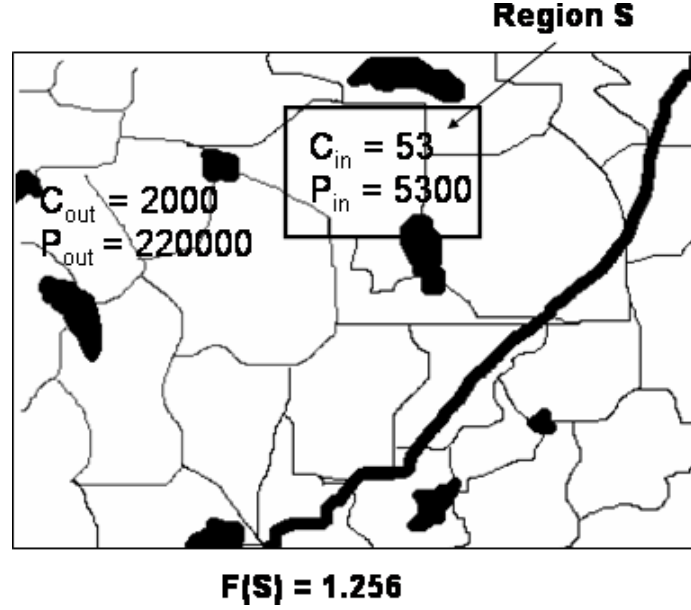 Region S
C_in = 53
P_in = 5300
C_out = 2000
P_out = 220000
F(S) = 1.256